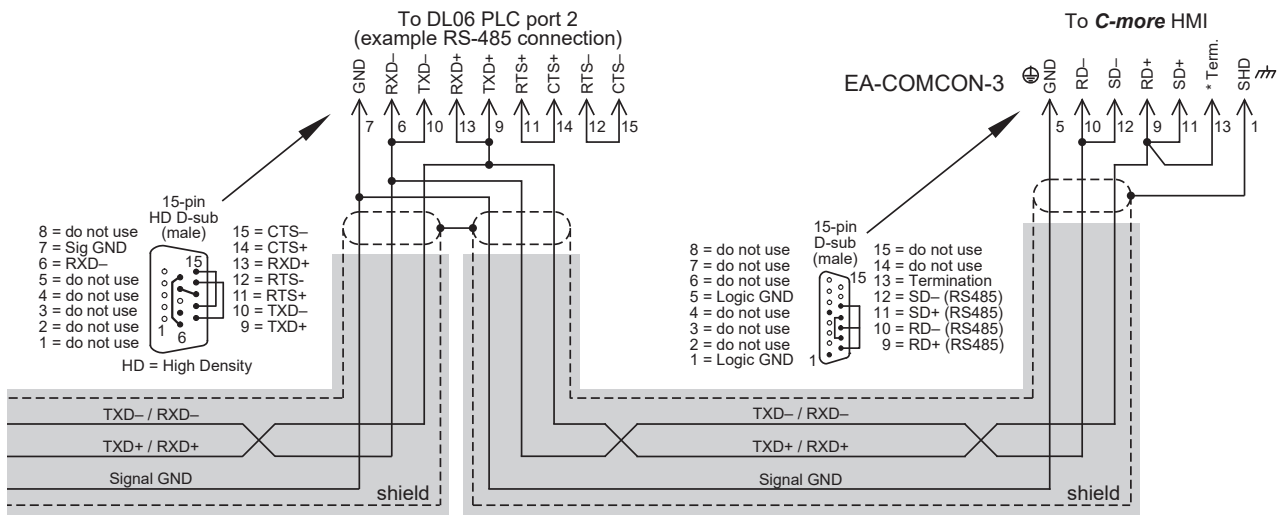 To DL06 PLC port 2
(example RS-485 connection)
GND
RXD–
TXD–
RXD+
TXD+
RTS+
CTS+
RTS–
CTS–
7
6
10
13
9
11
14
12
15
15-pin
HD D-sub
(male)
8 = do not use
7 = Sig GND
6 = RXD–
5 = do not use
4 = do not use
3 = do not use
2 = do not use
1 = do not use
15
1
6
15 = CTS–
14 = CTS+
13 = RXD+
12 = RTS-
11 = RTS+
10 = TXD–
9 = TXD+
HD = High Density
To C-more HMI
EA-COMCON-3
GND
RD–
SD–
RD+
SD+
* Term.
SHD
5
10
12
9
11
13
1
15-pin
D-sub
(male)
8 = do not use
7 = do not use
6 = do not use
5 = Logic GND
4 = do not use
3 = do not use
2 = do not use
1 = Logic GND
15
1
15 = do not use
14 = do not use
13 = Termination
12 = SD– (RS485)
11 = SD+ (RS485)
10 = RD– (RS485)
9 = RD+ (RS485)
TXD– / RXD–
TXD+ / RXD+
Signal GND
shield
TXD– / RXD–
TXD+ / RXD+
Signal GND
shield